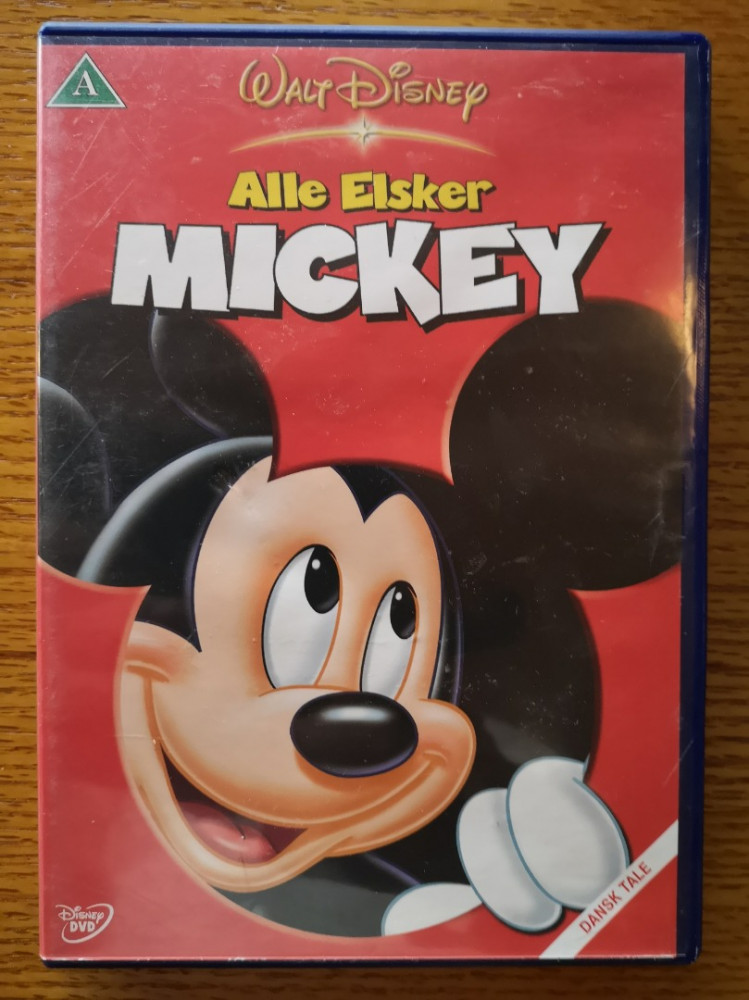 A
WALT DISNEY
Alle Elsker
MICKEY
DANSK TALE
DISNEY
DVD